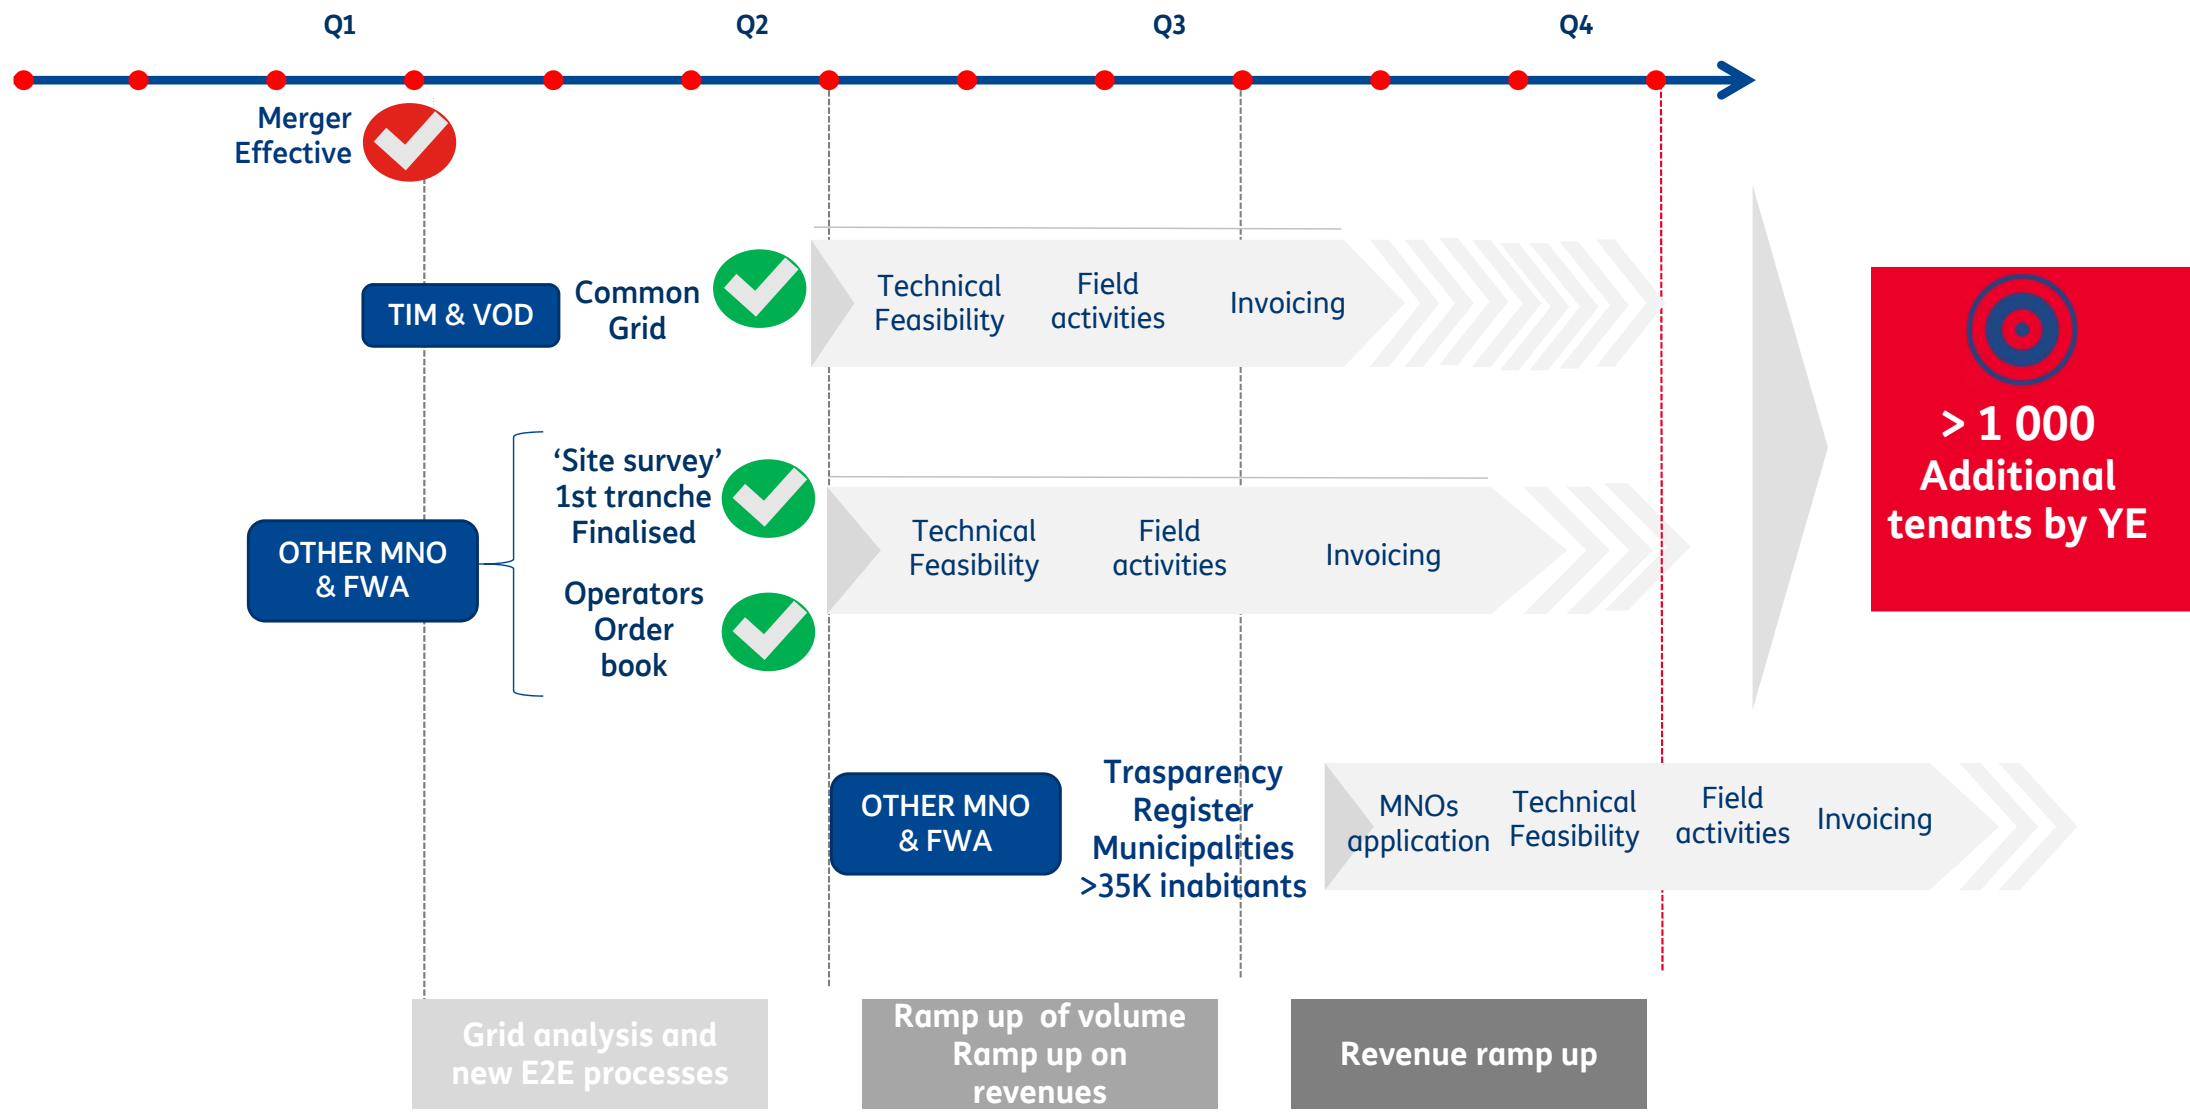 Q1
Q2
Q3
Q4
Merger
Effective
TIM & VOD
Common
Grid
Technical
Feasibility
Field
activities
Invoicing
> 1 000
Additional
tenants by YE
OTHER MNO
& FWA
‘Site survey’
1st tranche
Finalised
Operators
Order
book
Technical
Feasibility
Field
activities
Invoicing
OTHER MNO
& FWA
Trasparency
Register
Municipalities
>35K inabitants
MNOs
application
Technical
Feasibility
Field
activities
Invoicing
Grid analysis and
new E2E processes
Ramp up of volume
Ramp up on
revenues
Revenue ramp up